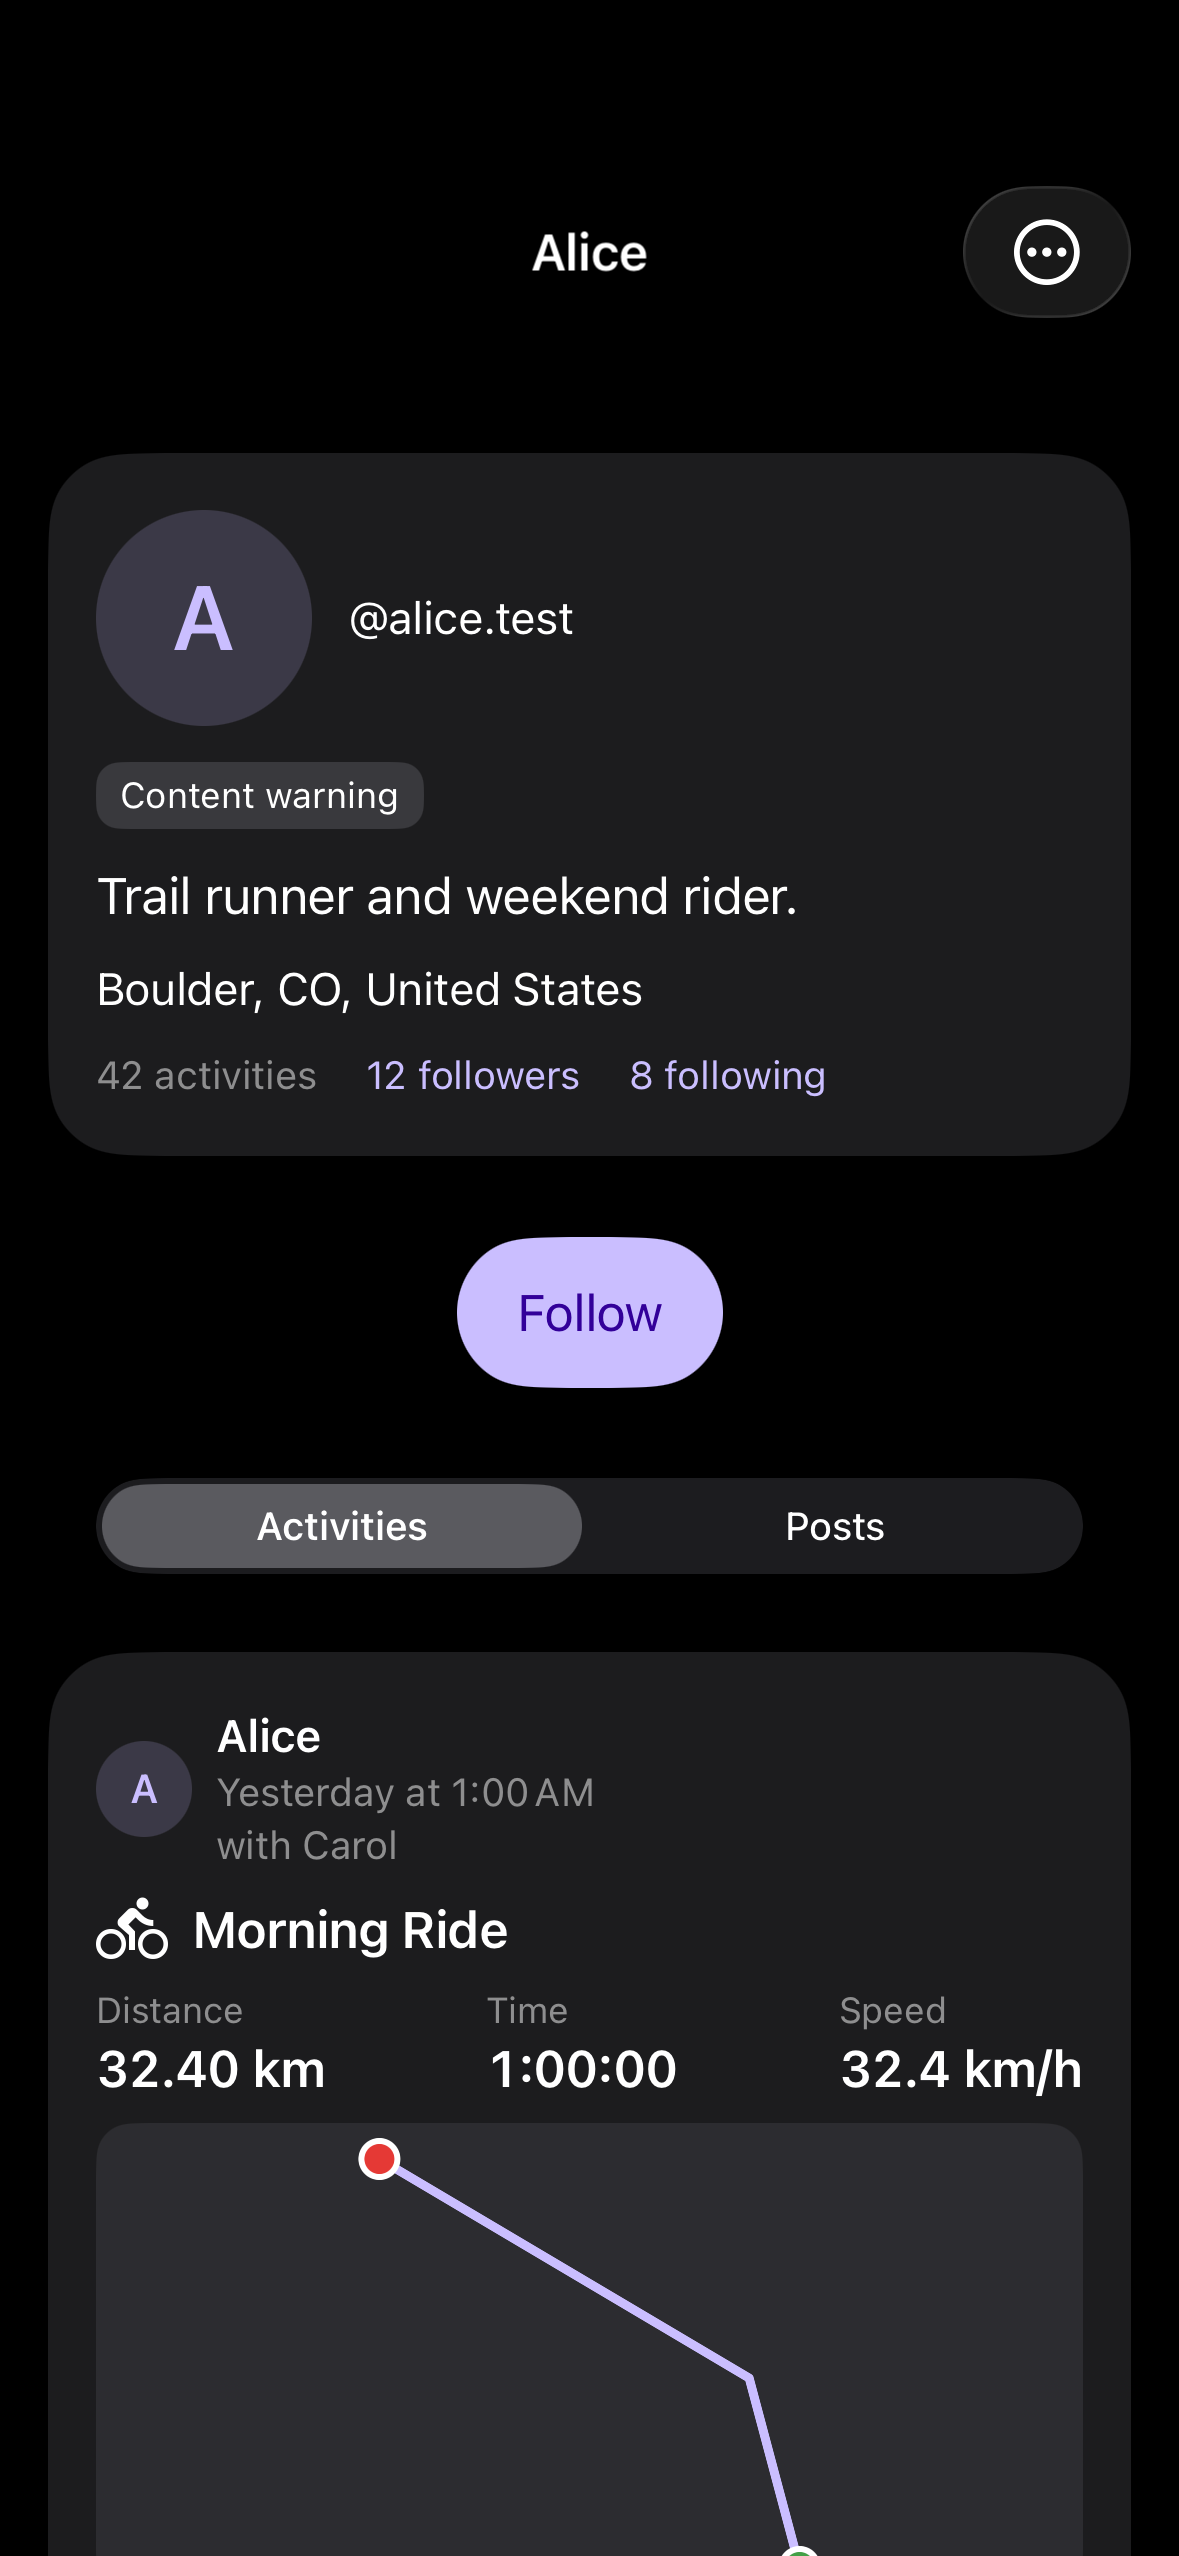 Alice
A
@alice.test
Content warning
Trail runner and weekend rider.
Boulder, CO, United States
42 activities 12 followers 8 following
Follow
Activities Posts
Alice
A
Yesterday at 1:00 AM
with Carol
Morning Ride
Distance Time Speed
32.40 km 1:00:00 32.4 km/h